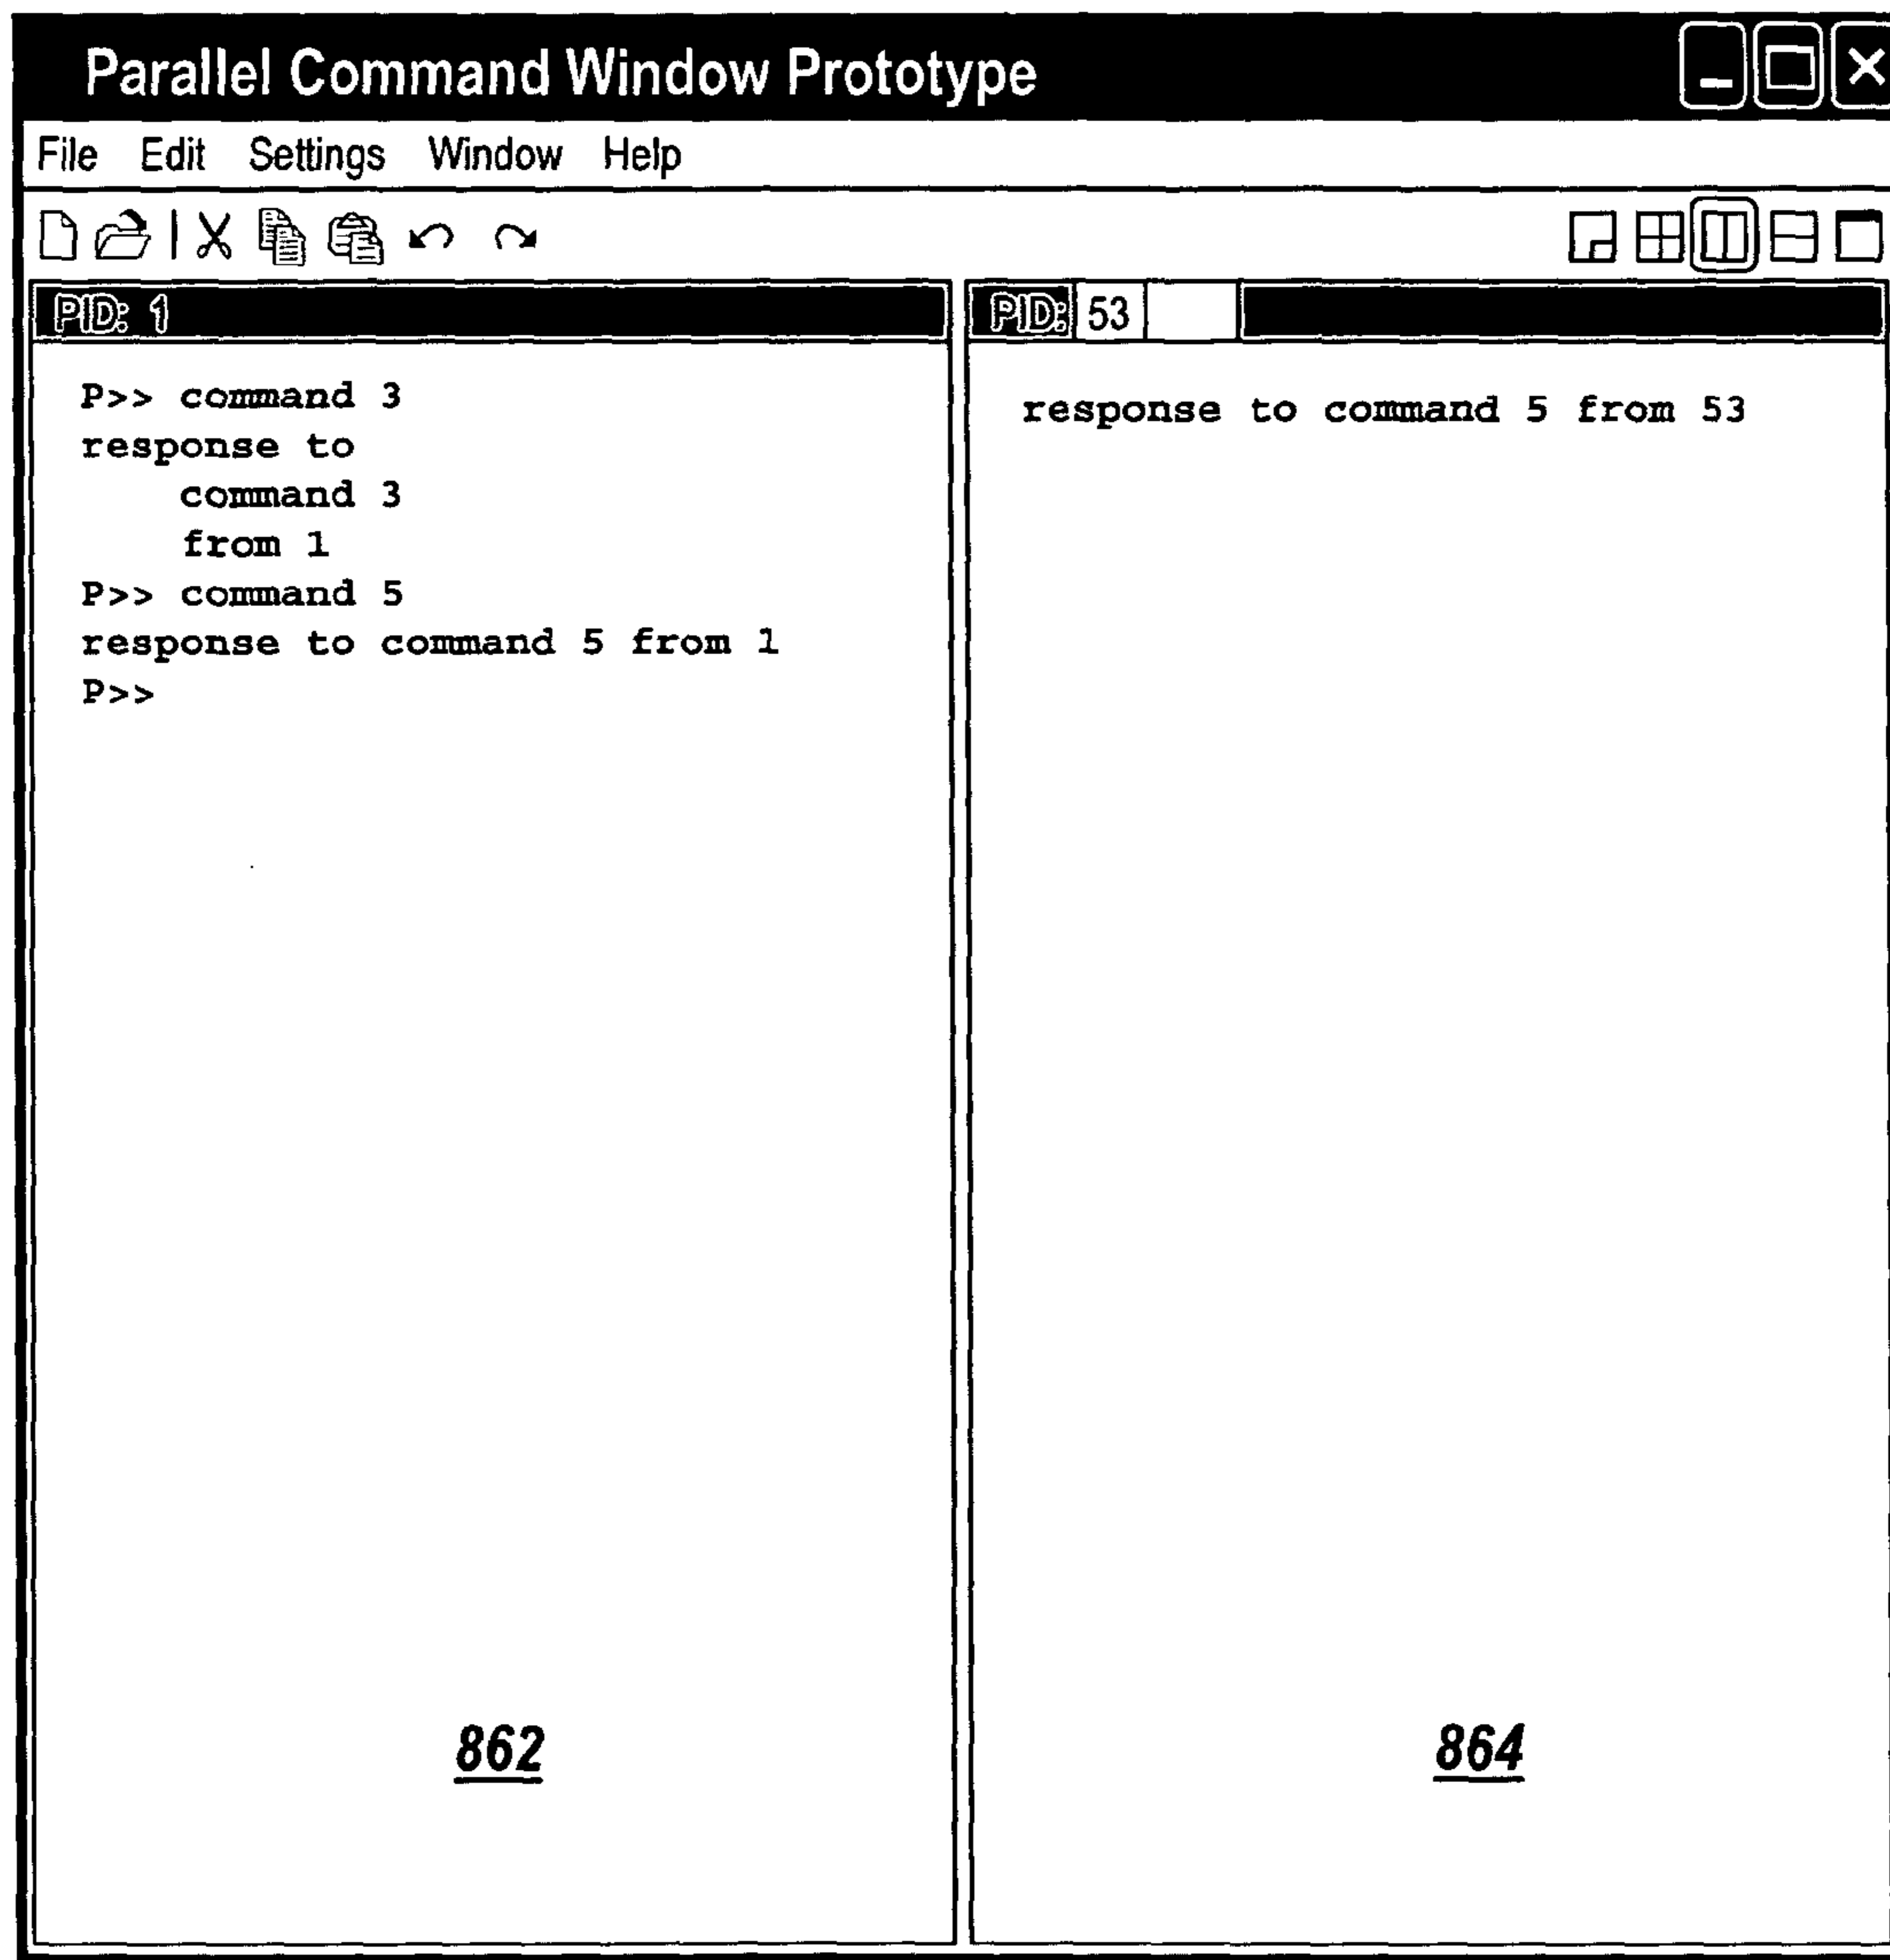 Parallel Command Window Prototype
File Edit Settings Window Help
PID: 1
P>> command 3
response to
    command 3
    from 1
P>> command 5
response to command 5 from 1
P>>
862
PID: 53
response to command 5 from 53
864